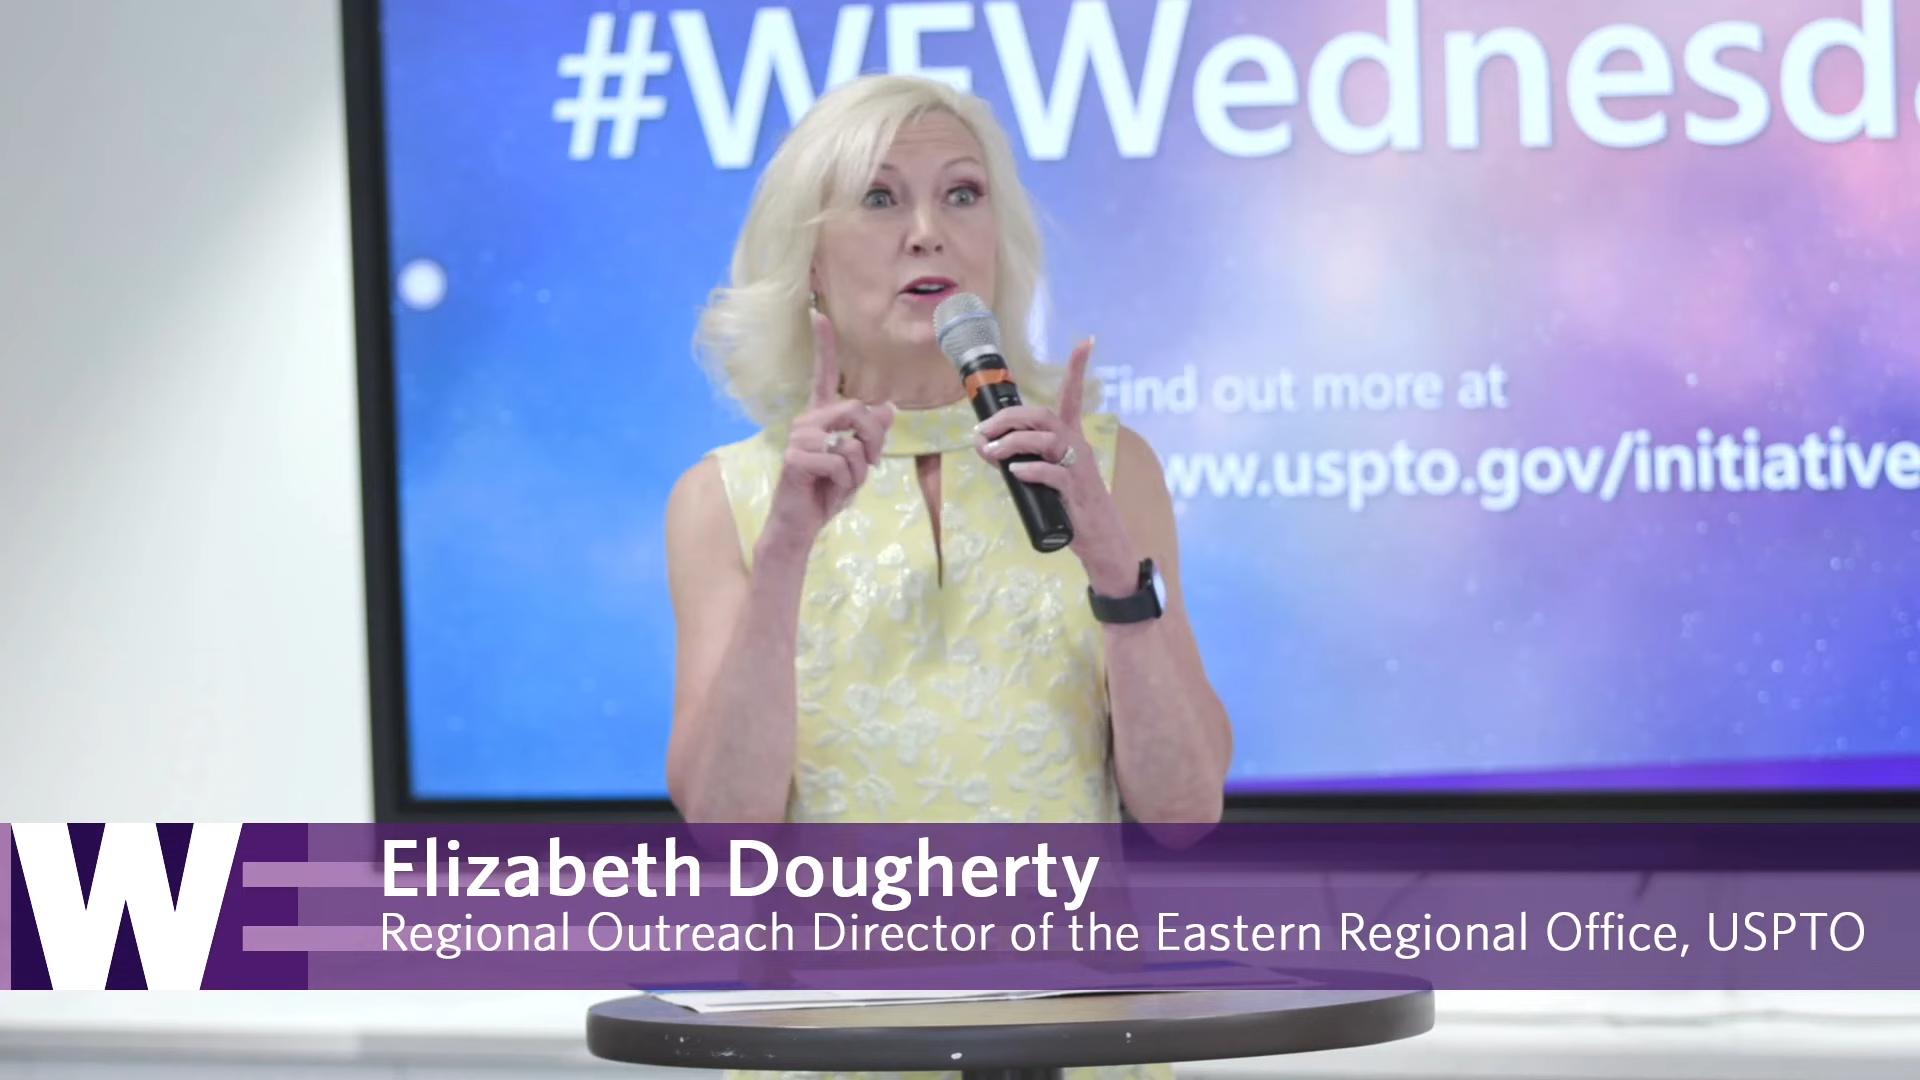 #WEWednesd
Find out more at
www.uspto.gov/initiative
WE
Elizabeth Dougherty
Regional Outreach Director of the Eastern Regional Office, USPTO